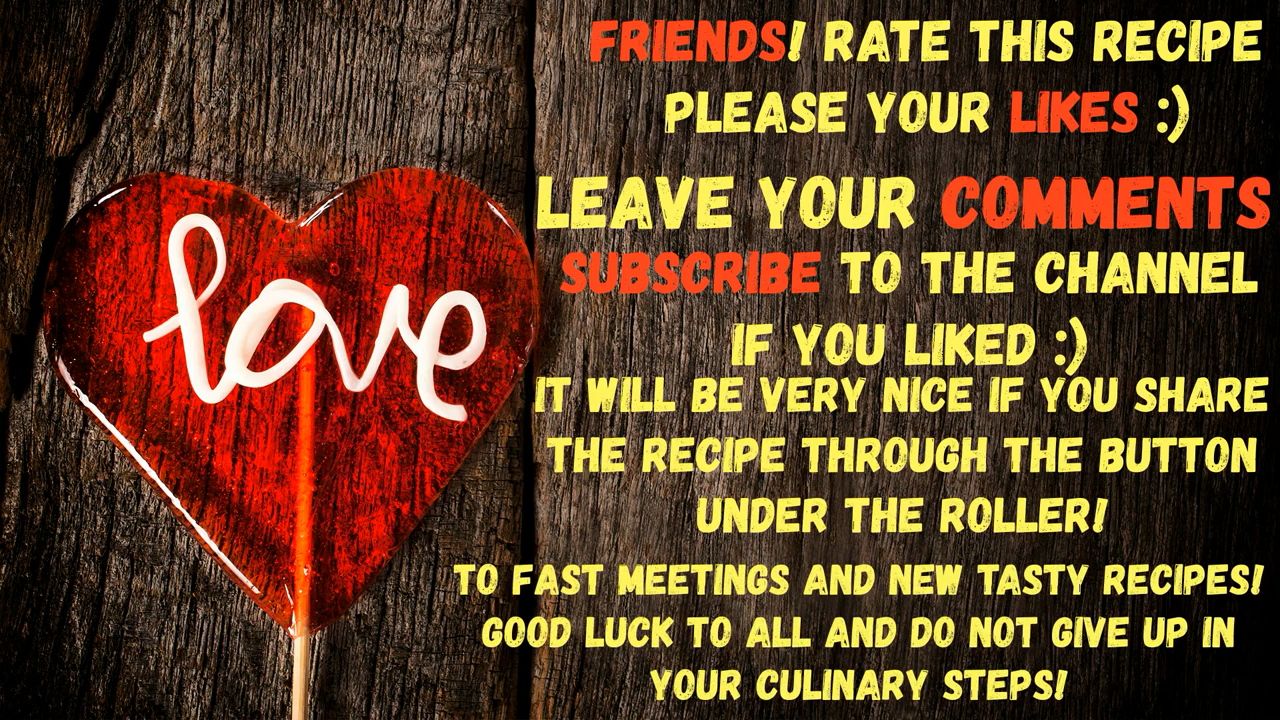 love
FRIENDS! RATE THIS RECIPE
PLEASE YOUR LIKES :)
LEAVE YOUR COMMENTS
SUBSCRIBE TO THE CHANNEL
IF YOU LIKED :)
IT WILL BE VERY NICE IF YOU SHARE
THE RECIPE THROUGH THE BUTTON
UNDER THE ROLLER!
TO FAST MEETINGS AND NEW TASTY RECIPES!
GOOD LUCK TO ALL AND DO NOT GIVE UP IN
YOUR CULINARY STEPS!